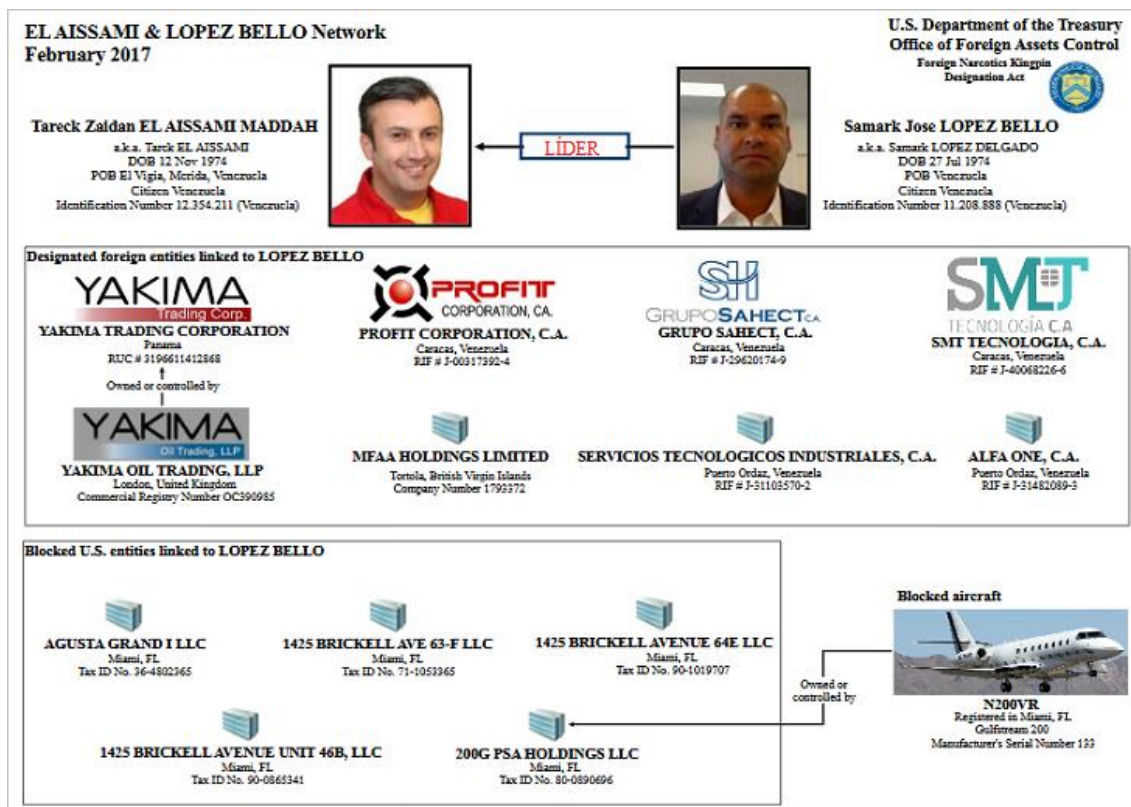 EL AISSAMI & LOPEZ BELLO Network
February 2017
U.S. Department of the Treasury
Office of Foreign Assets Control
Foreign Narcotics Kingpin
Designation Act
Tareck Zaidan EL AISSAMI MADDAH
a.k.a. Tarek EL AISSAMI
DOB 12 Nov 1974
POB El Vigia, Merida, Venezuela
Citizen Venezuela
Identification Number 12.354.211 (Venezuela)
LÍDER
Samark Jose LOPEZ BELLO
a.k.a. Samark LOPEZ DELGADO
DOB 27 Jul 1974
POB Venezuela
Citizen Venezuela
Identification Number 11.208.888 (Venezuela)
Designated foreign entities linked to LOPEZ BELLO
YAKIMA
Trading Corp.
YAKIMA TRADING CORPORATION
Panama
RUC # 3196611412868
Owned or controlled by
YAKIMA
Oil Trading, LLP
YAKIMA OIL TRADING, LLP
London, United Kingdom
Commercial Registry Number OC390985
PROFIT
CORPORATION, CA.
PROFIT CORPORATION, C.A.
Caracas, Venezuela
RIF # J-00317392-4
SH
GRUPOSAHECT C.A.
GRUPO SAHECT, C.A.
Caracas, Venezuela
RIF # J-29620174-9
SMT
TECNOLOGÍA C.A
SMT TECNOLOGIA, C.A.
Caracas, Venezuela
RIF # J-40068226-6
MFAA HOLDINGS LIMITED
Tortola, British Virgin Islands
Company Number 1793372
SERVICIOS TECNOLOGICOS INDUSTRIALES, C.A.
Puerto Ordaz, Venezuela
RIF # J-31103570-2
ALFA ONE, C.A.
Puerto Ordaz, Venezuela
RIF # J-31482089-3
Blocked U.S. entities linked to LOPEZ BELLO
AGUSTA GRAND I LLC
Miami, FL
Tax ID No. 36-4802365
1425 BRICKELL AVE 63-F LLC
Miami, FL
Tax ID No. 71-1053365
1425 BRICKELL AVENUE 64E LLC
Miami, FL
Tax ID No. 90-1019707
1425 BRICKELL AVENUE UNIT 46B, LLC
Miami, FL
Tax ID No. 90-0865341
200G PSA HOLDINGS LLC
Miami, FL
Tax ID No. 80-0890696
Owned or
controlled by
Blocked aircraft
N200VR
Registered in Miami, FL
Gulfstream 200
Manufacturer's Serial Number 133